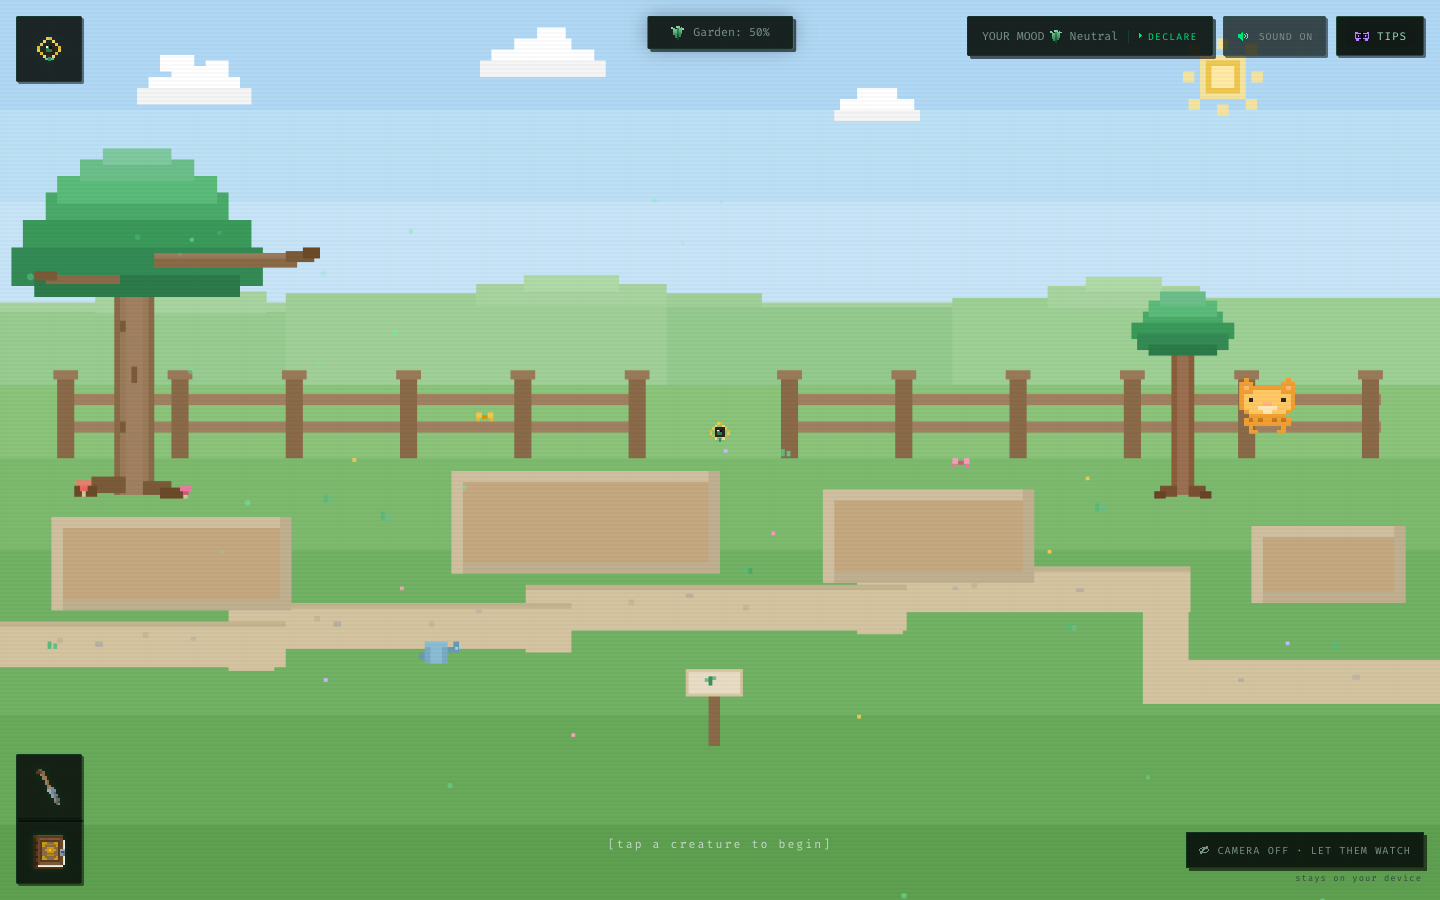 Garden: 50%
YOUR MOOD Neutral DECLARE
SOUND ON
TIPS
[tap a creature to begin]
CAMERA OFF · LET THEM WATCH
stays on your device